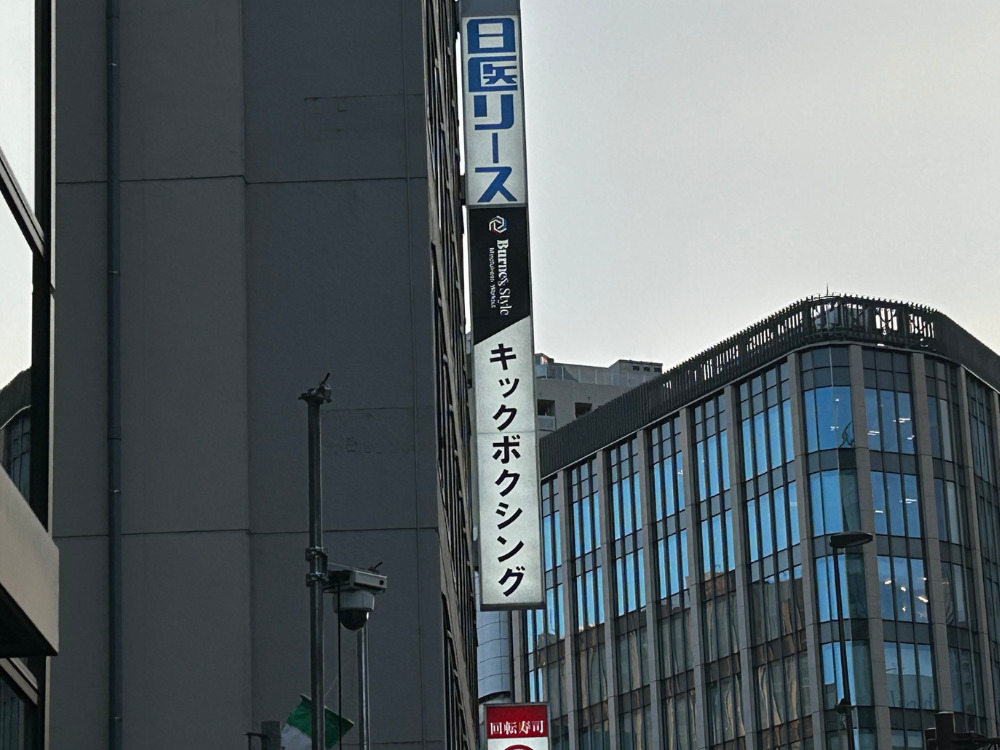 日医リース
Burnes Style
キックボクシング
回転寿司